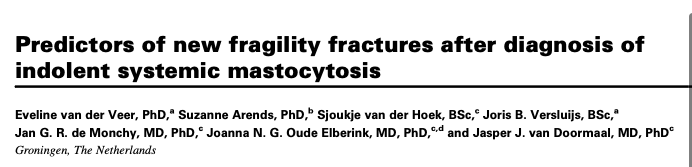 Predictors of new fragility fractures after diagnosis of
indolent systemic mastocytosis
Eveline van der Veer, PhD,ᵃ Suzanne Arends, PhD,ᵇ Sjoukje van der Hoek, BSc,ᶜ Joris B. Versluijs, BSc,ᵃ
Jan G. R. de Monchy, MD, PhD,ᶜ Joanna N. G. Oude Elberink, MD, PhD,ᶜ,ᵈ and Jasper J. van Doormaal, MD, PhDᶜ
Groningen, The Netherlands